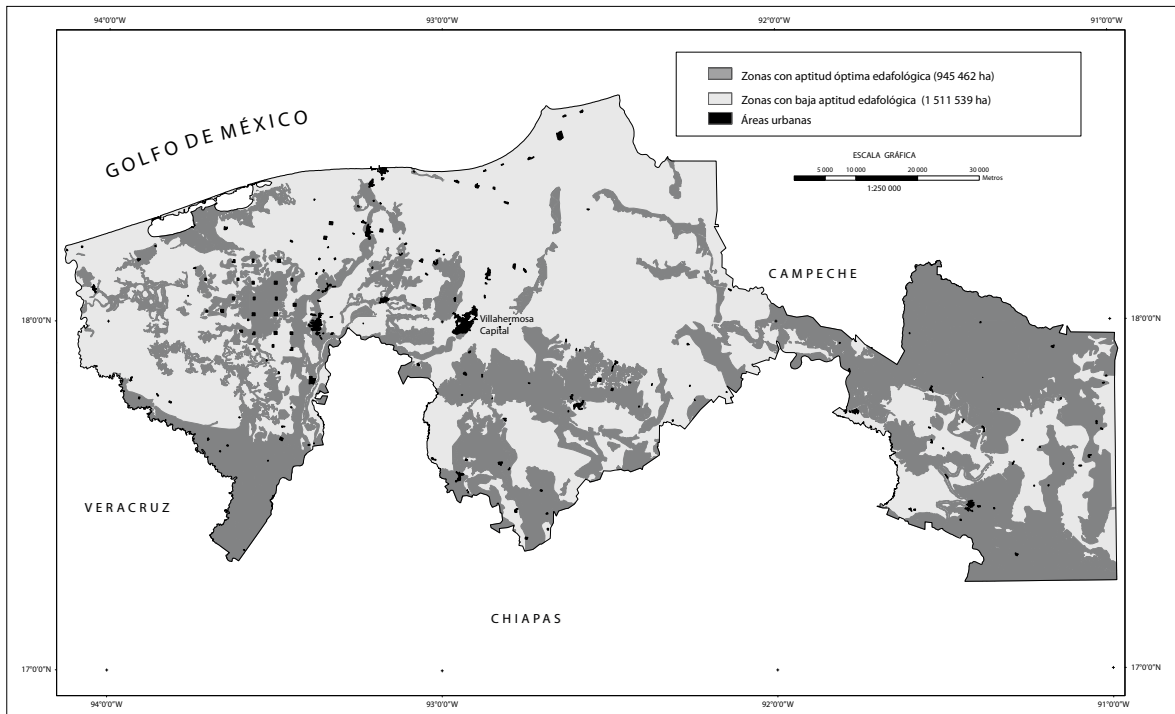 94°0'0"W 93°0'0"W 92°0'0"W 91°0'0"W
Zonas con aptitud óptima edafológica (945 462 ha)
Zonas con baja aptitud edafológica (1 511 539 ha)
Áreas urbanas
GOLFO DE MÉXICO
ESCALA GRÁFICA
5 000 10 000 20 000 30 000
Metros
1:250 000
CAMPECHE
18°0'0"N 18°0'0"N
Villahermosa
Capital
VERACRUZ
CHIAPAS
17°0'0"N 17°0'0"N
94°0'0"W 93°0'0"W 92°0'0"W 91°0'0"W